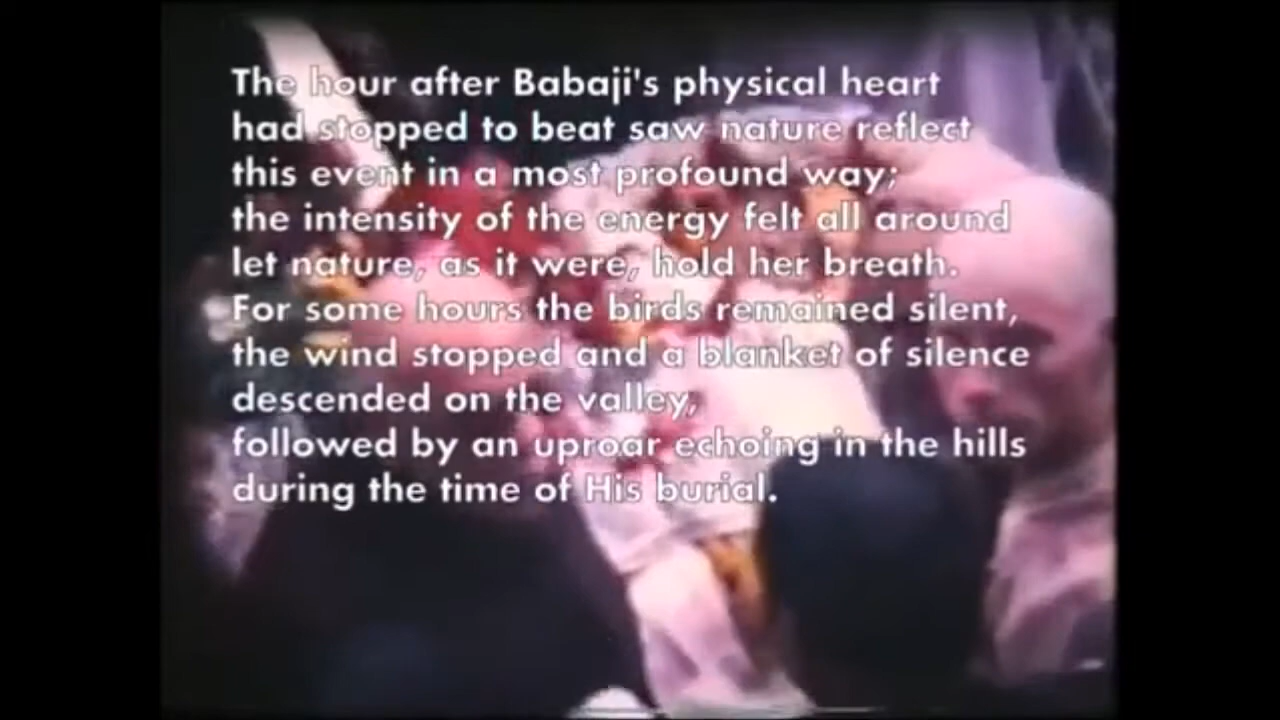 The hour after Babaji's physical heart
had stopped to beat saw nature reflect
this event in a most profound way;
the intensity of the energy felt all around
let nature, as it were, hold her breath.
For some hours the birds remained silent,
the wind stopped and a blanket of silence
descended on the valley,
followed by an uproar echoing in the hills
during the time of His burial.